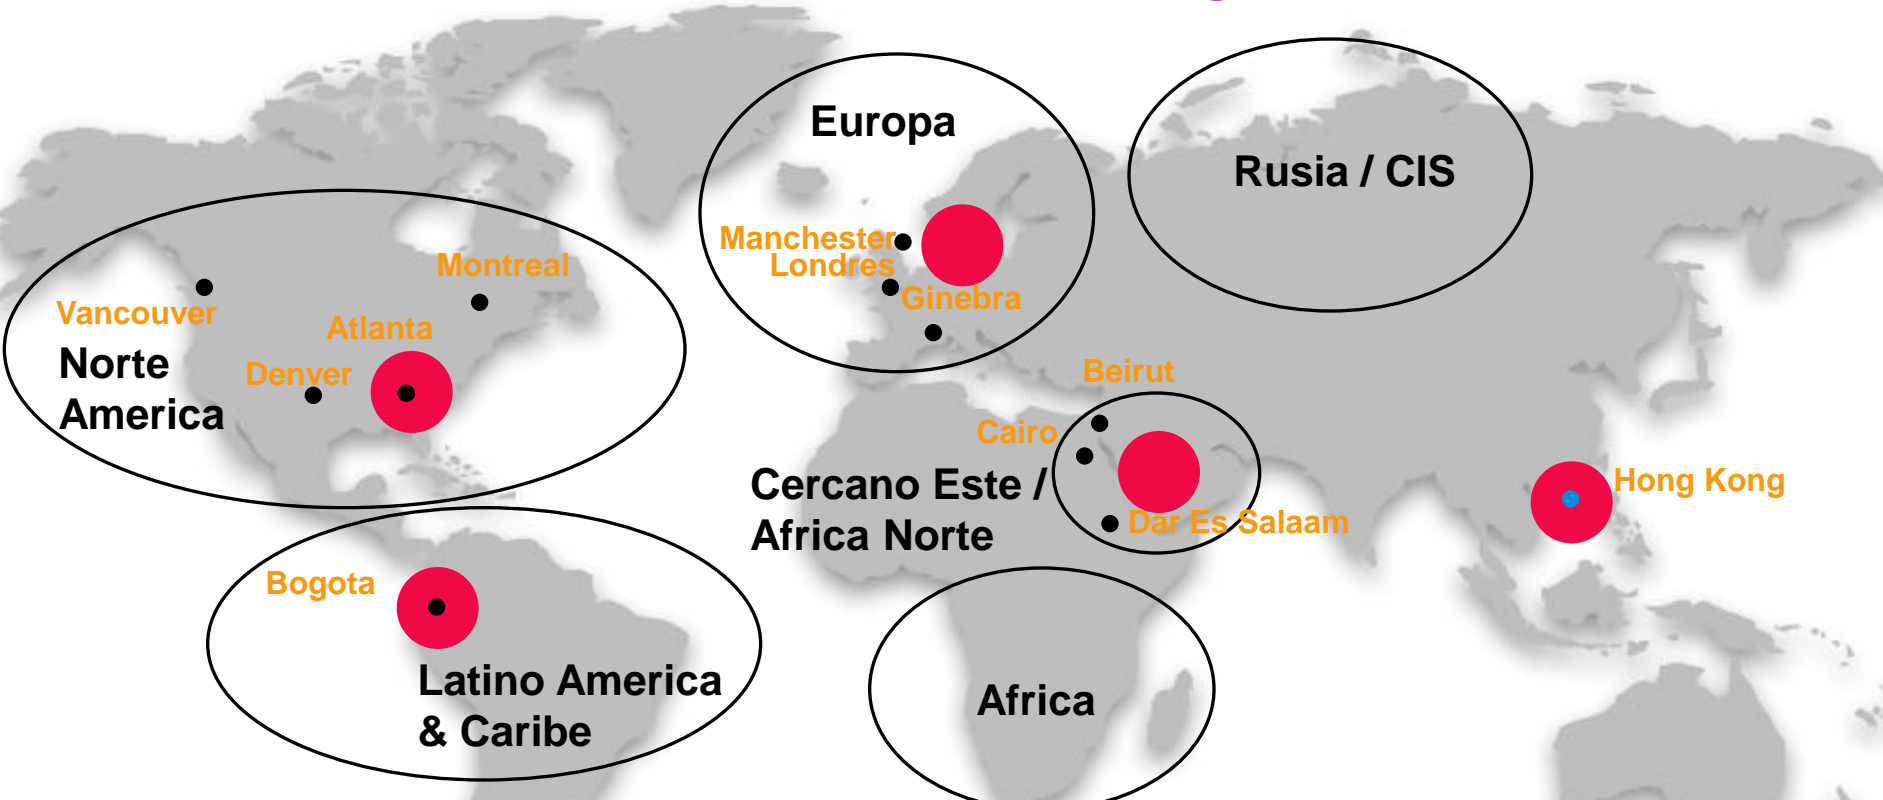 Europa
Rusia / CIS
Manchester
Londres
Ginebra
Montreal
Vancouver
Atlanta
Denver
Norte
America
Beirut
Cairo
Cercano Este /
Africa Norte
Dar Es Salaam
Hong Kong
Bogota
Latino America
& Caribe
Africa